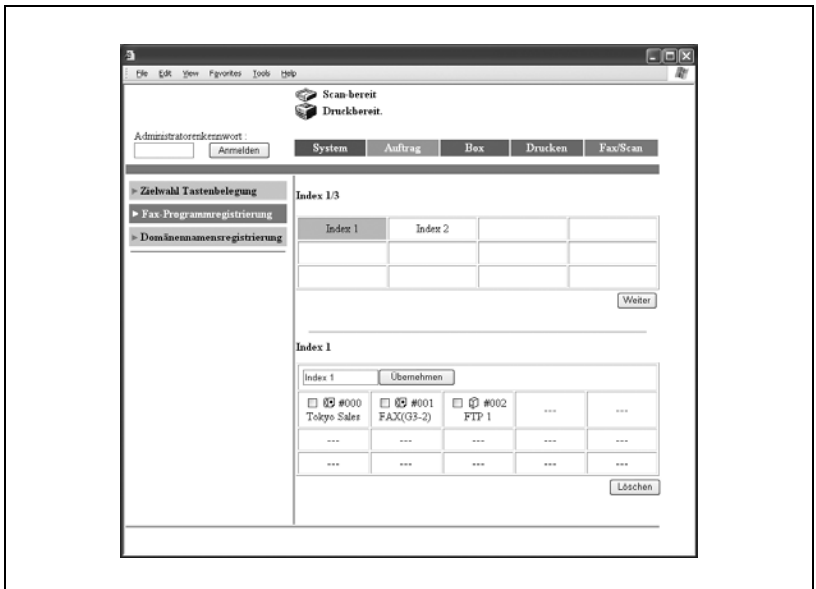 File Edit View Favorites Tools Help
Scan-bereit
Druckbereit.
Administratorenkennwort :
Anmelden
System Auftrag Box Drucken Fax/Scan
Zielwahl Tastenbelegung
Fax-Programmregistrierung
Domänennamensregistrierung
Index 1/3
Index 1 Index 2
Weiter
Index 1
Index 1 Übernehmen
#000 #001 #002
Tokyo Sales FAX(G3-2) FTP 1 --- ---
--- --- --- --- ---
--- --- --- --- ---
Löschen